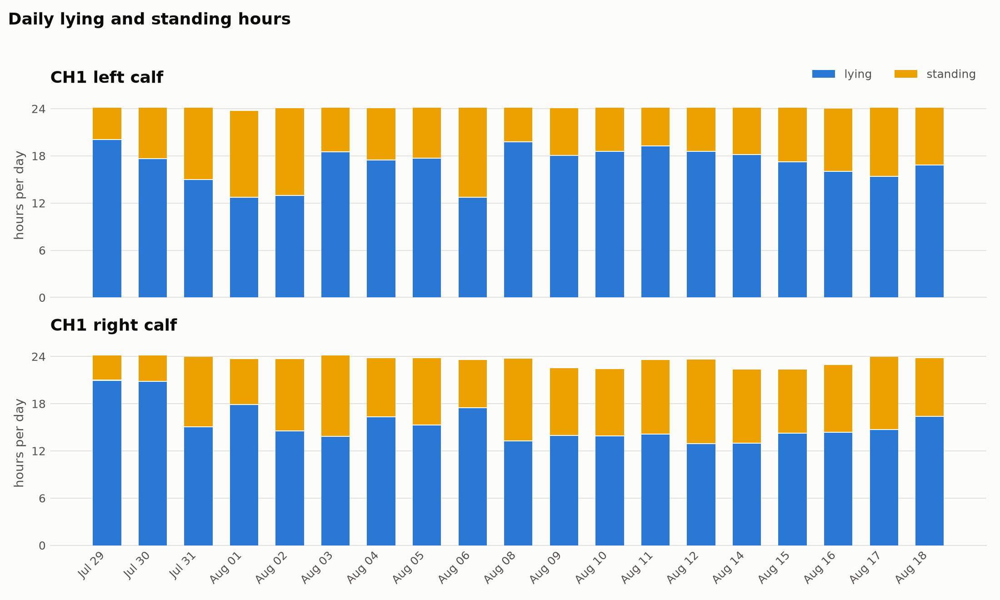 Daily lying and standing hours
CH1 left calf
lying standing
hours per day
24
18
12
6
0
CH1 right calf
hours per day
24
18
12
6
0
Jul 29 Jul 30 Jul 31 Aug 01 Aug 02 Aug 03 Aug 04 Aug 05 Aug 06 Aug 08 Aug 09 Aug 10 Aug 11 Aug 12 Aug 14 Aug 15 Aug 16 Aug 17 Aug 18